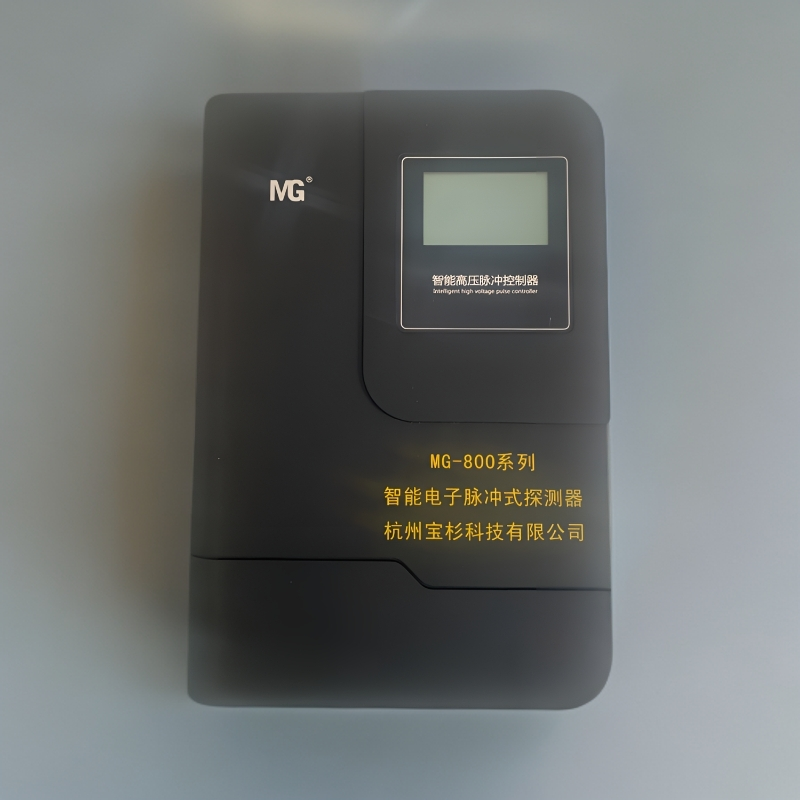 MG®
智能高压脉冲控制器
Intelligent high voltage pulse controller
MG-800系列
智能电子脉冲式探测器
杭州宝杉科技有限公司